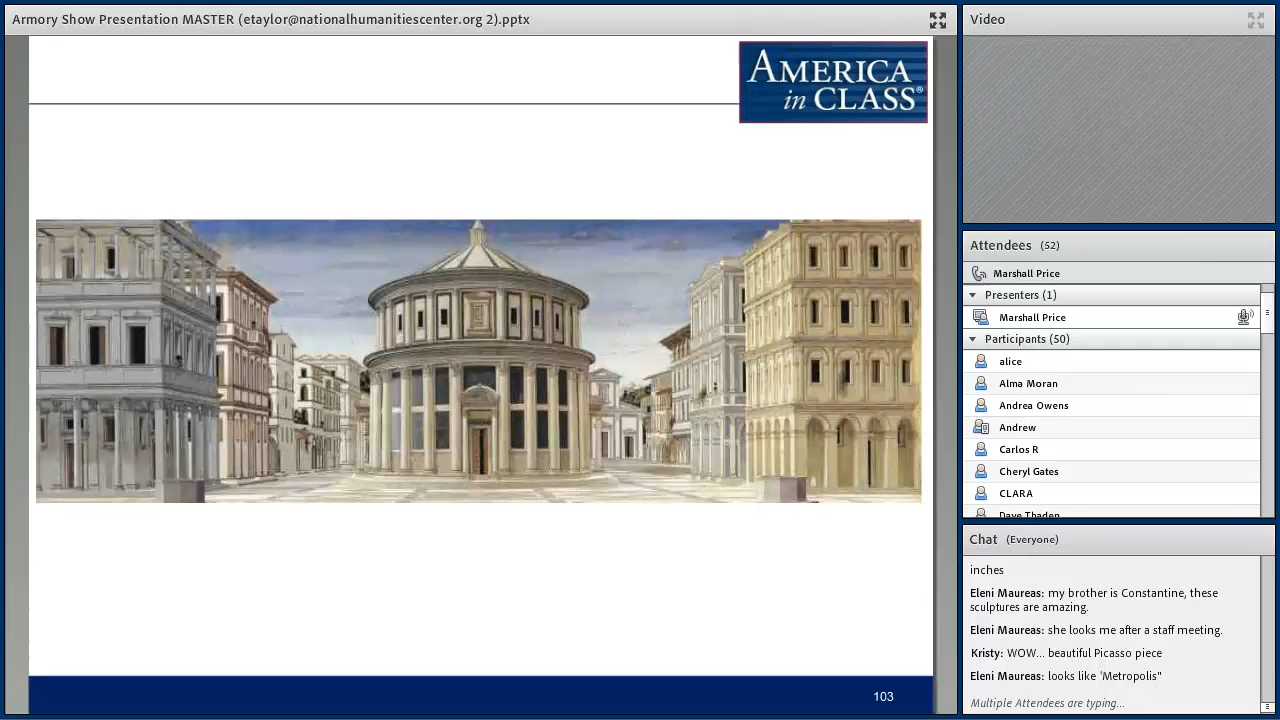 Armory Show Presentation MASTER (etaylor@nationalhumanitiescenter.org 2).pptx
AMERICA
in CLASS®
103
Video
Attendees (52)
Marshall Price
Presenters (1)
Marshall Price
Participants (50)
alice
Alma Moran
Andrea Owens
Andrew
Carlos R
Cheryl Gates
CLARA
Dave Thaden
Chat (Everyone)
inches
Eleni Maureas: my brother is Constantine, these
sculptures are amazing.
Eleni Maureas: she looks me after a staff meeting.
Kristy: WOW... beautiful Picasso piece
Eleni Maureas: looks like 'Metropolis"
Multiple Attendees are typing...